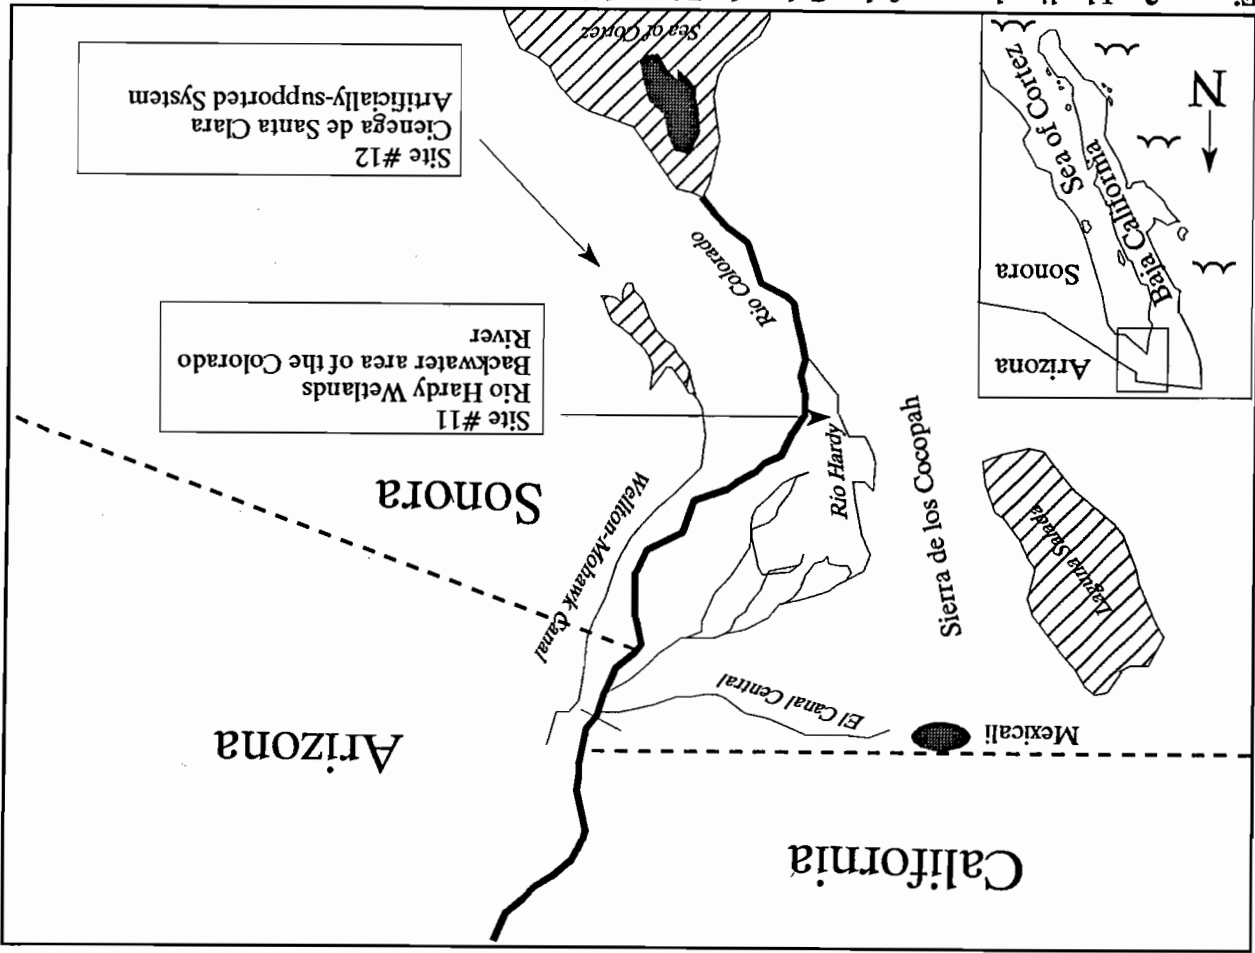 California
Arizona
Mexicali
El Canal Central
Laguna Salada
Sierra de los Cocopah
Rio Hardy
Wellton-Mohawk Canal
Sonora
Site #11
Rio Hardy Wetlands
Backwater area of the Colorado
River
Rio Colorado
Site #12
Cienega de Santa Clara
Artificially-supported System
Sea of Cortez
Arizona
Sonora
Baja California
Sea of Cortez
N